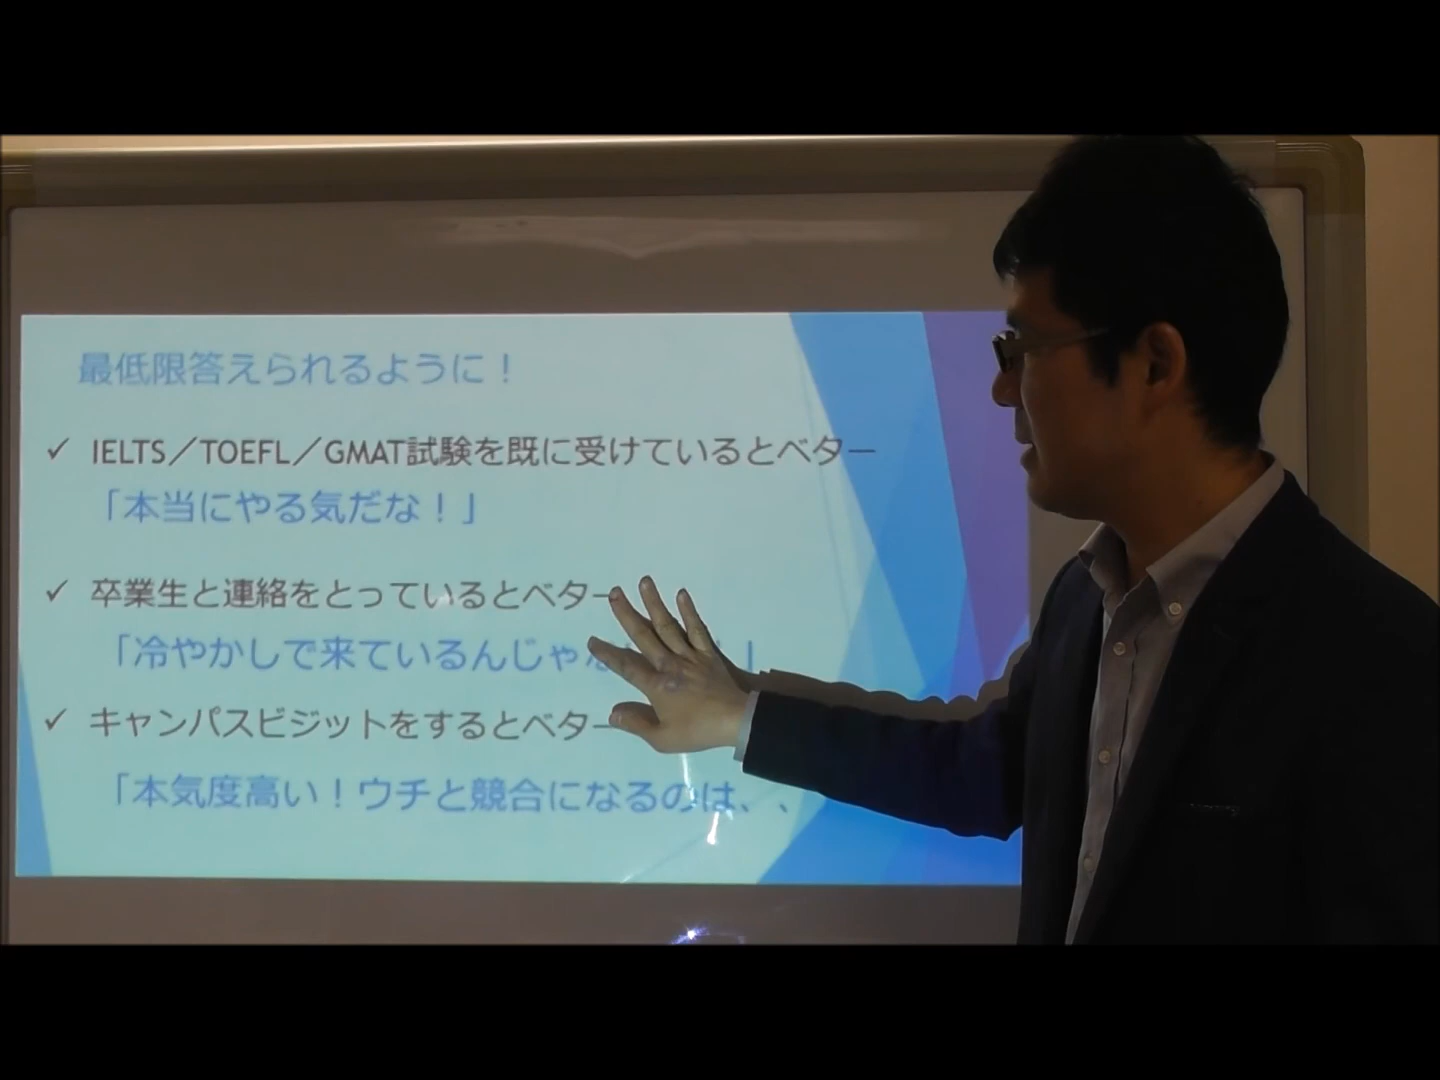 最低限答えられるように！
✓ IELTS／TOEFL／GMAT試験を既に受けているとベター
「本当にやる気だな！」
✓ 卒業生と連絡をとっているとベター
「冷やかしで来ているんじゃな
✓ キャンパスビジットをするとベター
「本気度高い！ウチと競合になるのは、、